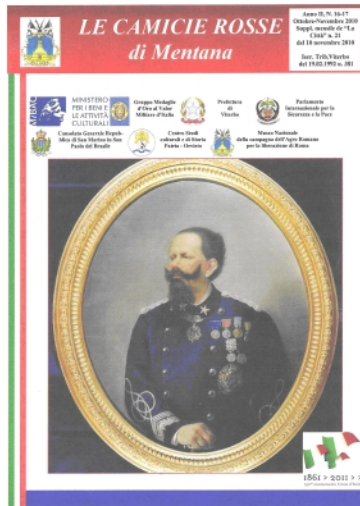 LE CAMICIE ROSSE
di Mentana
Anno II, N. 16-17
Ottobre-Novembre 2010
Suppl. mensile de "La
Città" n. 21
del 18 novembre 2010
Iscr. Trib.Viterbo
del 19.02.1992 n. 381
MIBAC
MINISTERO
PER I BENI E
LE ATTIVITÀ
CULTURALI
Gruppo Medaglie
d'Oro al Valor
Militare d'Italia
Prefettura
di
Viterbo
Parlamento
Internazionale per la
Sicurezza e la Pace
Consolato Generale Repub-
blica di San Marino in San
Paolo del Brasile
Centro Studi
culturali e di Storia
Patria - Orvieto
Museo Nazionale
della campagna dell'Agro Romano
per la liberazione di Roma
1861 > 2011 >